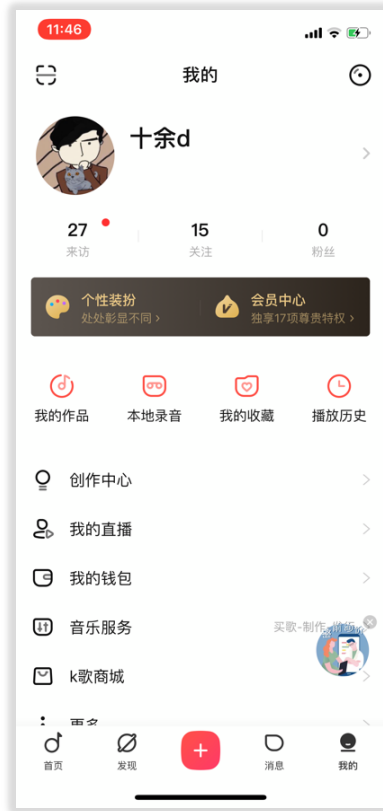 11:46
我的
十余d
27
15
0
来访
关注
粉丝
个性装扮
处处彰显不同 >
会员中心
独享17项尊贵特权 >
我的作品
本地录音
我的收藏
播放历史
创作中心
我的直播
我的钱包
音乐服务
买歌-制作-
k歌商城
更多
首页
发现
消息
我的